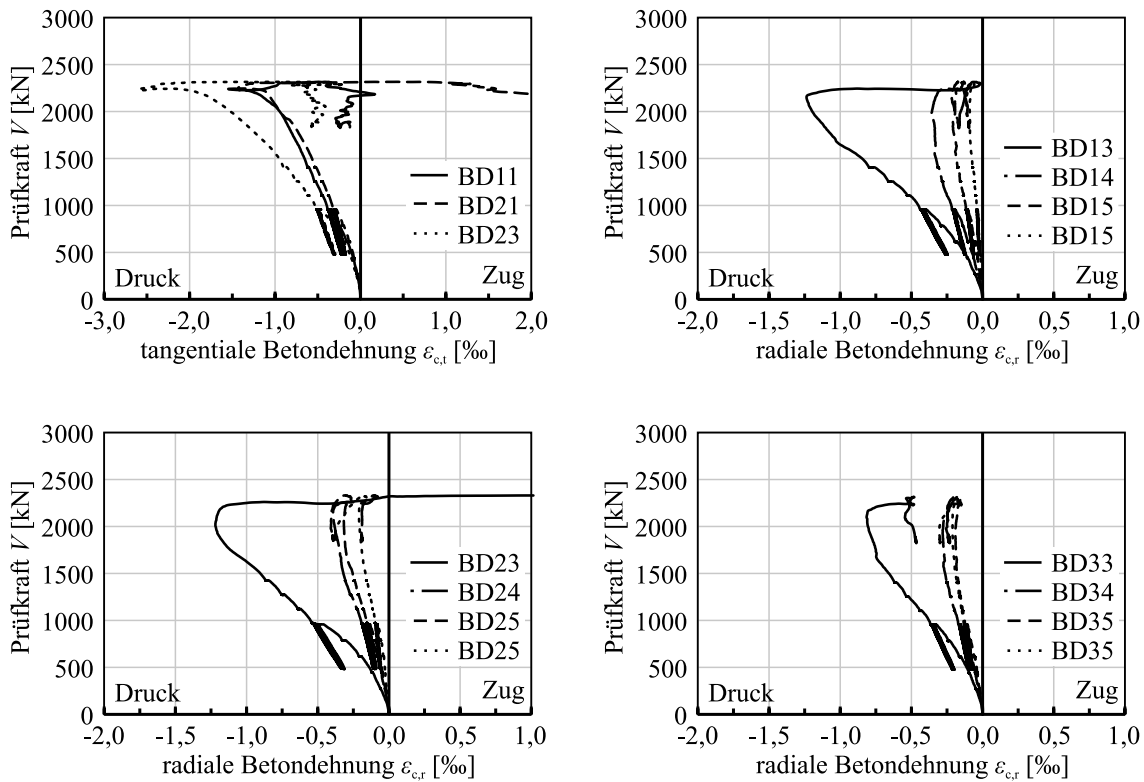 3000
2500
2000
1500
1000
500
0
Prüfkraft V [kN]
BD11
BD21
BD23
Druck
Zug
-3,0 -2,0 -1,0 0,0 1,0 2,0
tangentiale Betondehnung εc,t [‰]
3000
2500
2000
1500
1000
500
0
Prüfkraft V [kN]
BD13
BD14
BD15
BD15
Druck
Zug
-2,0 -1,5 -1,0 -0,5 0,0 0,5 1,0
radiale Betondehnung εc,r [‰]
3000
2500
2000
1500
1000
500
0
Prüfkraft V [kN]
BD23
BD24
BD25
BD25
Druck
Zug
-2,0 -1,5 -1,0 -0,5 0,0 0,5 1,0
radiale Betondehnung εc,r [‰]
3000
2500
2000
1500
1000
500
0
Prüfkraft V [kN]
BD33
BD34
BD35
BD35
Druck
Zug
-2,0 -1,5 -1,0 -0,5 0,0 0,5 1,0
radiale Betondehnung εc,r [‰]